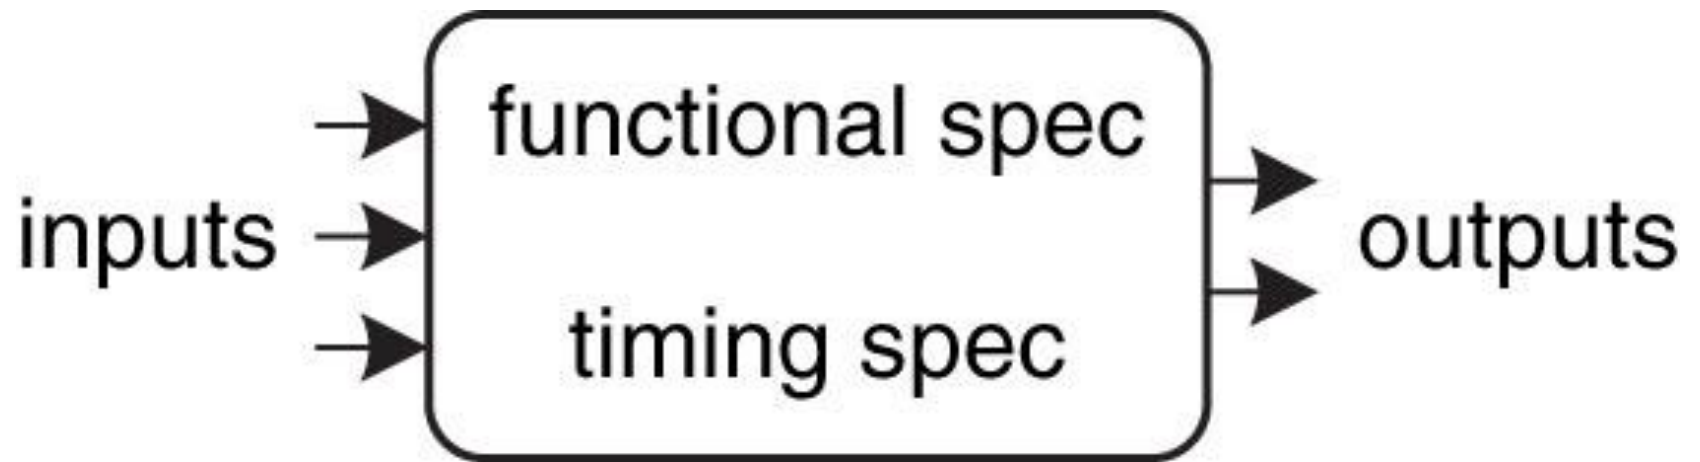 functional spec
inputs
outputs
timing spec